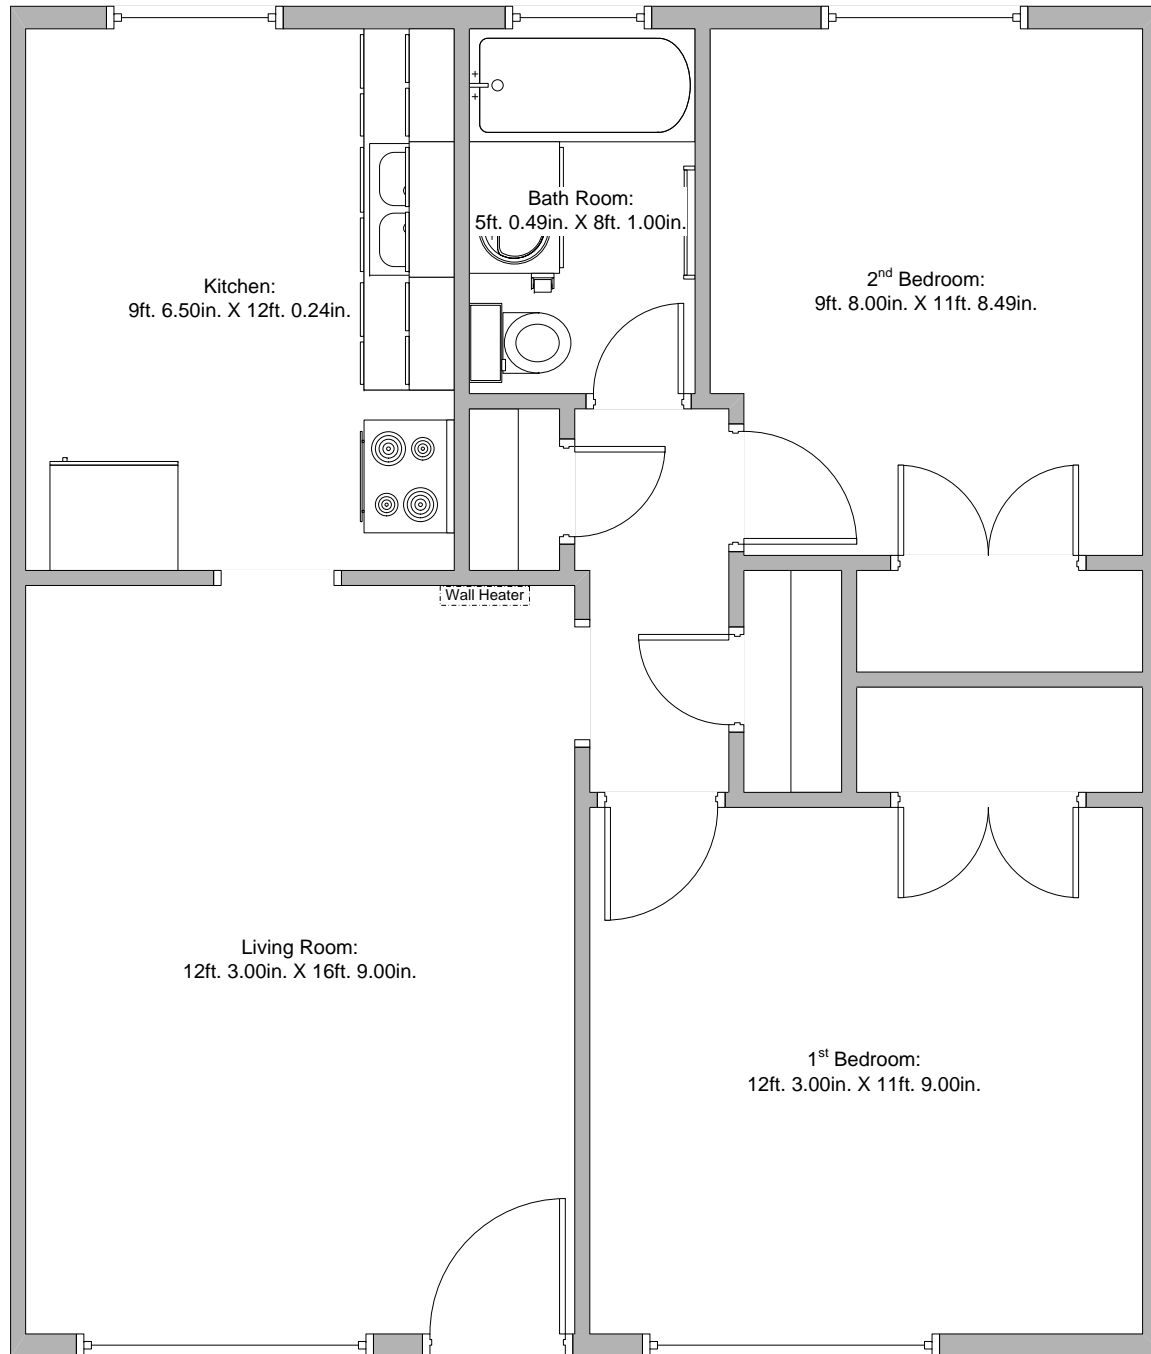 Bath Room:
5ft. 0.49in. X 8ft. 1.00in.
Kitchen:
9ft. 6.50in. X 12ft. 0.24in.
2nd Bedroom:
9ft. 8.00in. X 11ft. 8.49in.
Wall Heater
Living Room:
12ft. 3.00in. X 16ft. 9.00in.
1st Bedroom:
12ft. 3.00in. X 11ft. 9.00in.